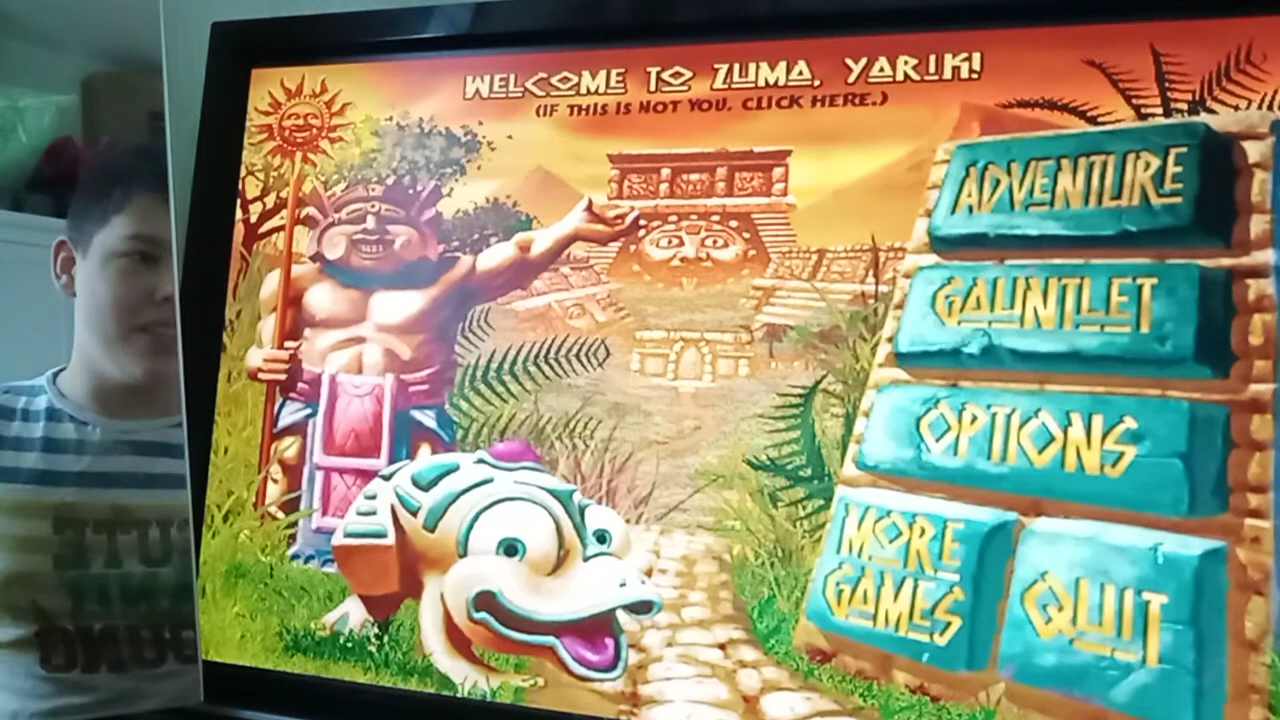 WELCOME TO ZUMA, YARIK!
(IF THIS IS NOT YOU, CLICK HERE.)
ADVENTURE
GAUNTLET
OPTIONS
MORE
GAMES
QUIT